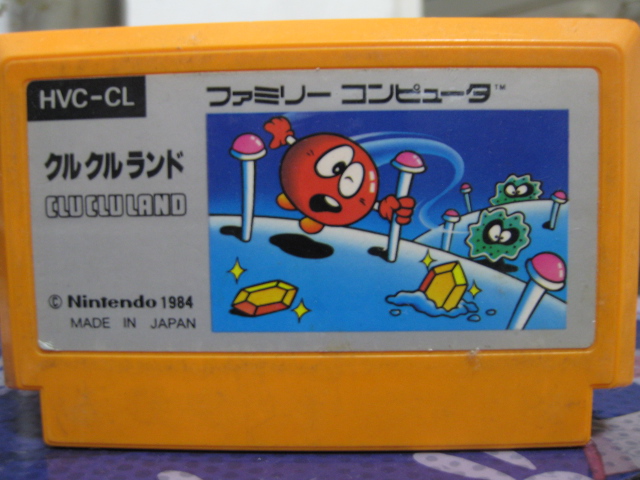 HVC-CL
ファミリー コンピュータ™
クルクルランド
CLU CLU LAND
© Nintendo 1984
MADE IN JAPAN